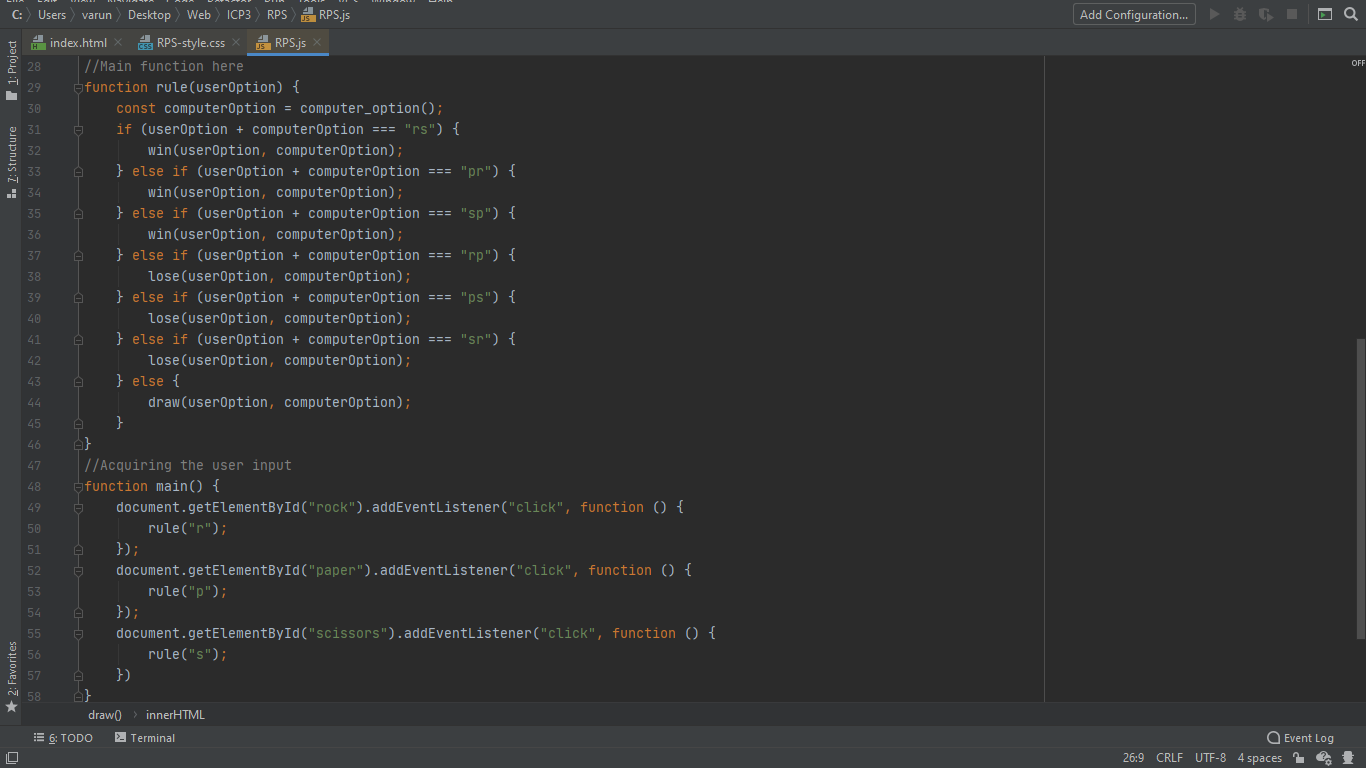 C: Users varun Desktop Web ICP3 RPS RPS.js Add Configuration...
1: Project
index.html RPS-style.css RPS.js
OFF
28 //Main function here
29 function rule(userOption) {
30 const computerOption = computer_option();
31 if (userOption + computerOption === "rs") {
32 win(userOption, computerOption);
33 } else if (userOption + computerOption === "pr") {
34 win(userOption, computerOption);
35 } else if (userOption + computerOption === "sp") {
36 win(userOption, computerOption);
37 } else if (userOption + computerOption === "rp") {
38 lose(userOption, computerOption);
39 } else if (userOption + computerOption === "ps") {
40 lose(userOption, computerOption);
41 } else if (userOption + computerOption === "sr") {
42 lose(userOption, computerOption);
43 } else {
44 draw(userOption, computerOption);
45 }
46 }
47 //Acquiring the user input
48 function main() {
49 document.getElementById("rock").addEventListener("click", function () {
50 rule("r");
51 });
52 document.getElementById("paper").addEventListener("click", function () {
53 rule("p");
54 });
55 document.getElementById("scissors").addEventListener("click", function () {
56 rule("s");
57 })
58 }
7: Structure
2: Favorites
draw() innerHTML
6: TODO Terminal Event Log
26:9 CRLF UTF-8 4 spaces